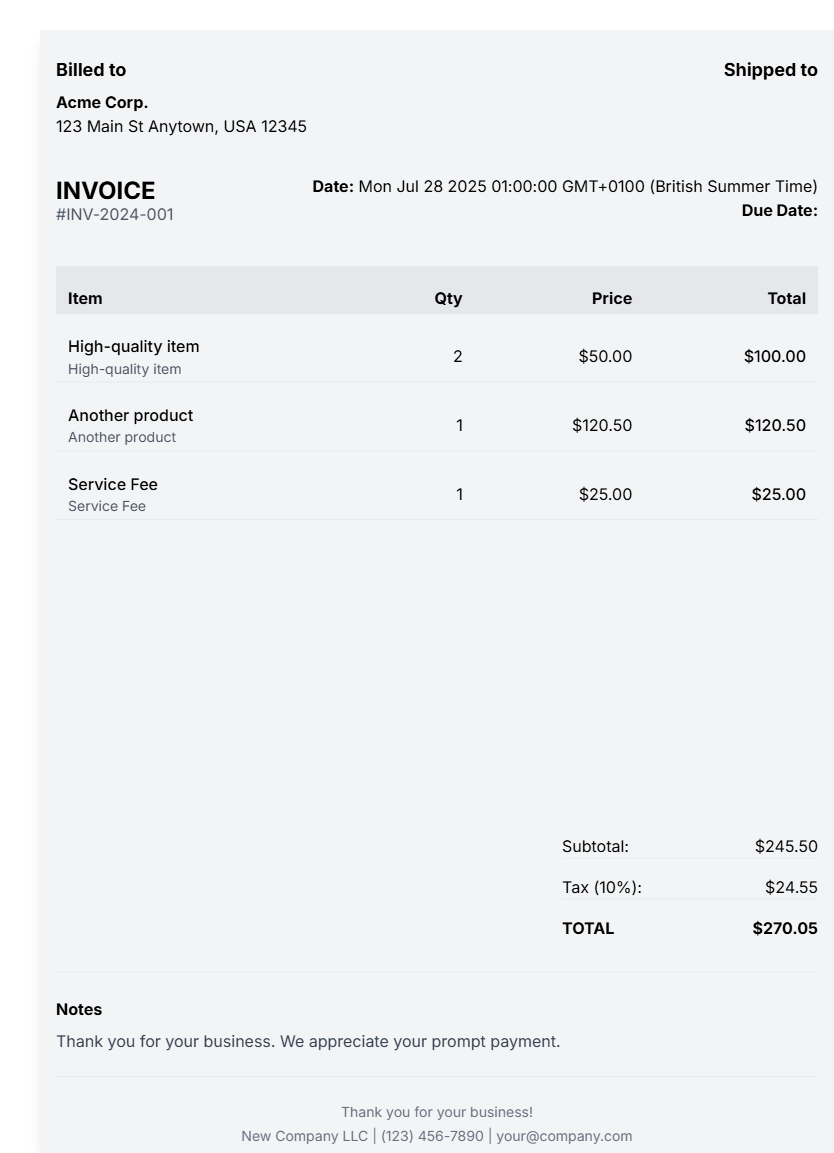 Billed to
Shipped to
Acme Corp.
123 Main St Anytown, USA 12345
INVOICE
#INV-2024-001
Date: Mon Jul 28 2025 01:00:00 GMT+0100 (British Summer Time)
Due Date:
Item Qty Price Total
High-quality item
High-quality item
2 $50.00 $100.00
Another product
Another product
1 $120.50 $120.50
Service Fee
Service Fee
1 $25.00 $25.00
Subtotal: $245.50
Tax (10%): $24.55
TOTAL $270.05
Notes
Thank you for your business. We appreciate your prompt payment.
Thank you for your business!
New Company LLC | (123) 456-7890 | your@company.com